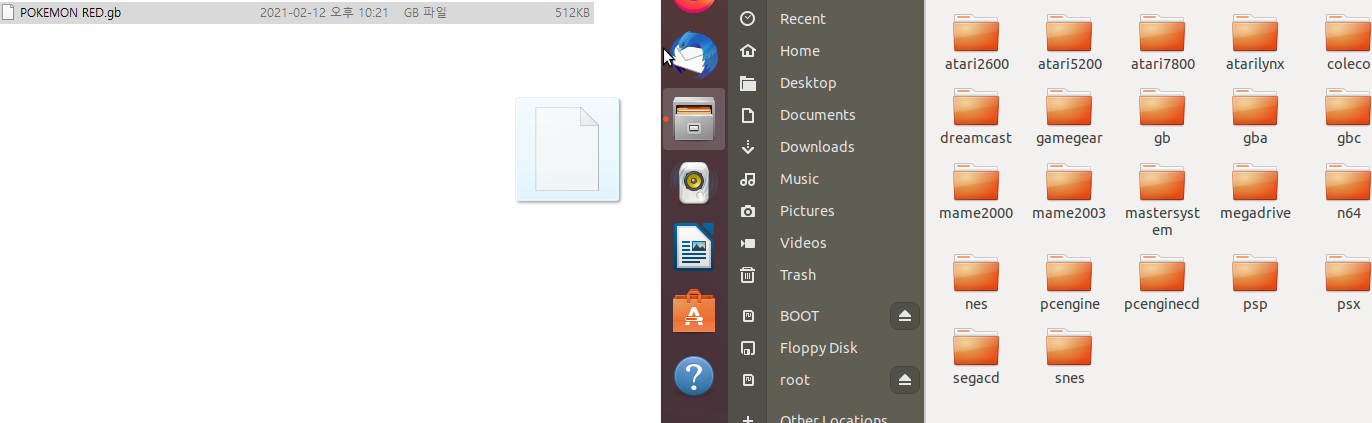 POKEMON RED.gb 2021-02-12 오후 10:21 GB 파일 512KB
Recent
Home
Desktop
Documents
Downloads
Music
Pictures
Videos
Trash
BOOT
Floppy Disk
root
Other Locations
atari2600 atari5200 atari7800 atarilynx coleco
dreamcast gamegear gb gba gbc
mame2000 mame2003 mastersyst megadrive n64
em
nes pcengine pcenginecd psp psx
segacd snes